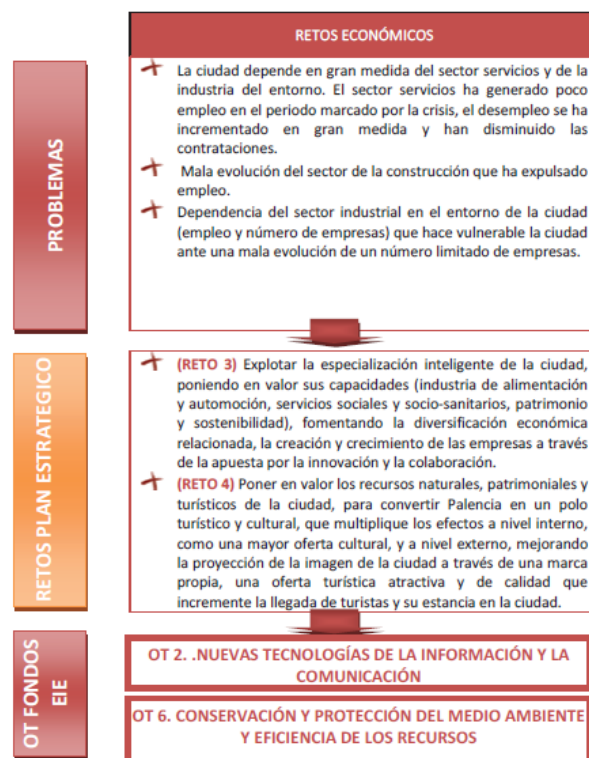 RETOS ECONÓMICOS
PROBLEMAS
La ciudad depende en gran medida del sector servicios y de la
industria del entorno. El sector servicios ha generado poco
empleo en el periodo marcado por la crisis, el desempleo se ha
incrementado en gran medida y han disminuido las
contrataciones.
Mala evolución del sector de la construcción que ha expulsado
empleo.
Dependencia del sector industrial en el entorno de la ciudad
(empleo y número de empresas) que hace vulnerable la ciudad
ante una mala evolución de un número limitado de empresas.
RETOS PLAN ESTRATEGICO
(RETO 3) Explotar la especialización inteligente de la ciudad,
poniendo en valor sus capacidades (industria de alimentación
y automoción, servicios sociales y socio-sanitarios, patrimonio
y sostenibilidad), fomentando la diversificación económica
relacionada, la creación y crecimiento de las empresas a través
de la apuesta por la innovación y la colaboración.
(RETO 4) Poner en valor los recursos naturales, patrimoniales y
turísticos de la ciudad, para convertir Palencia en un polo
turístico y cultural, que multiplique los efectos a nivel interno,
como una mayor oferta cultural, y a nivel externo, mejorando
la proyección de la imagen de la ciudad a través de una marca
propia, una oferta turística atractiva y de calidad que
incremente la llegada de turistas y su estancia en la ciudad.
OT FONDOS
EIE
OT 2. .NUEVAS TECNOLOGÍAS DE LA INFORMACIÓN Y LA
COMUNICACIÓN
OT 6. CONSERVACIÓN Y PROTECCIÓN DEL MEDIO AMBIENTE
Y EFICIENCIA DE LOS RECURSOS